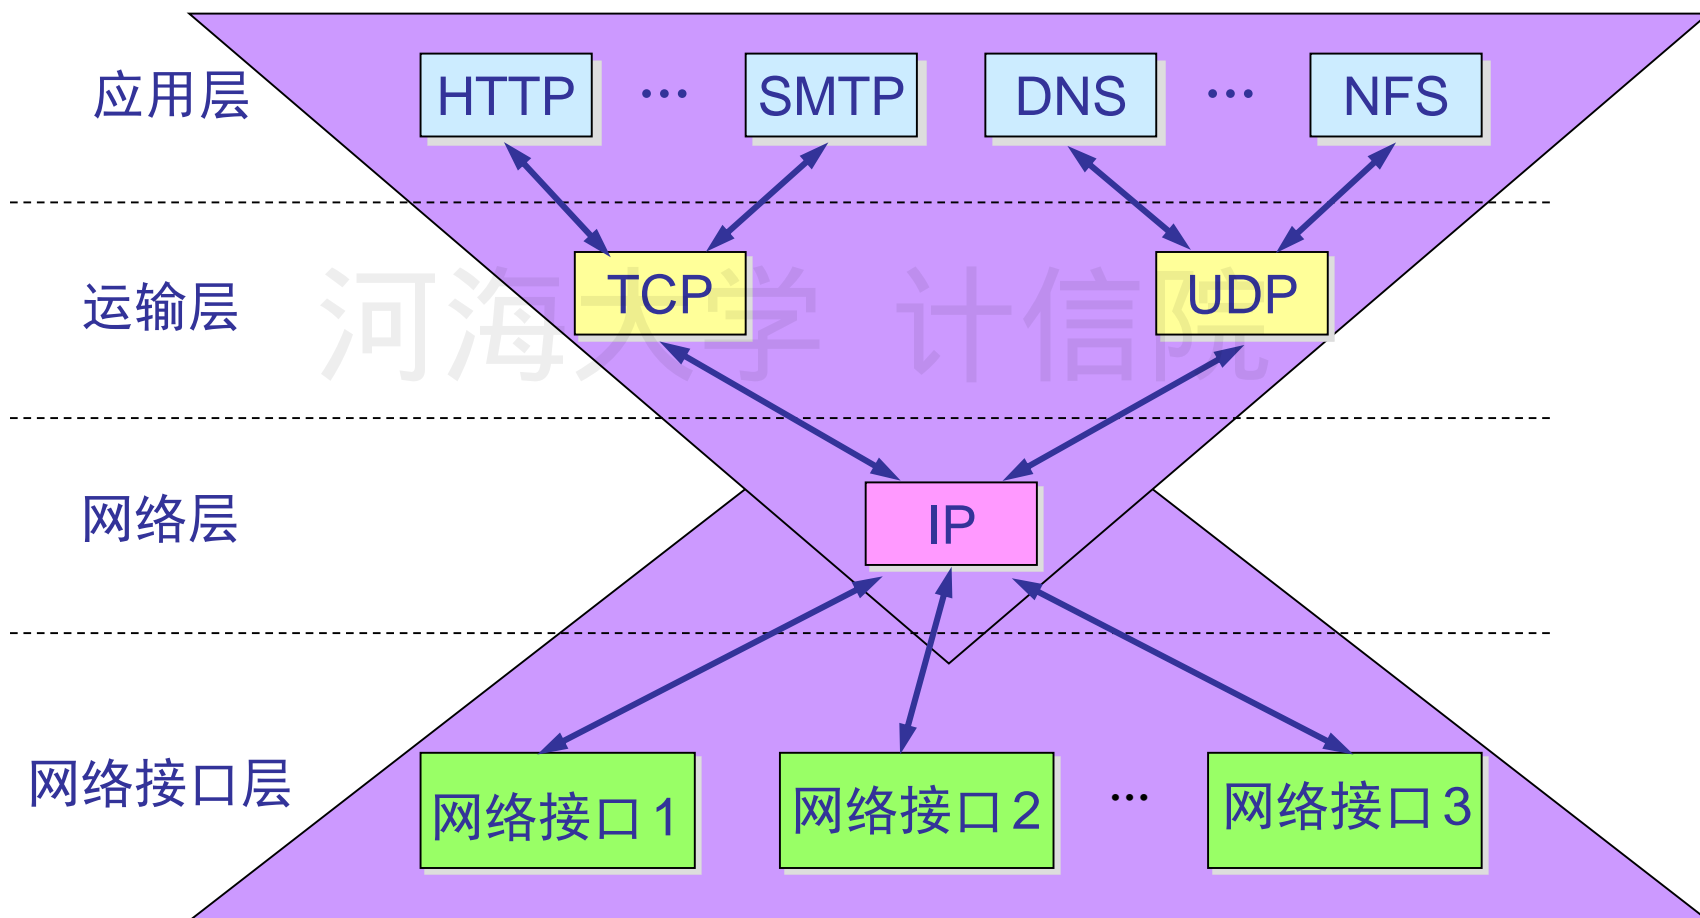 应用层 HTTP … SMTP DNS … NFS
运输层 TCP UDP
河海大学 计信院
网络层 IP
网络接口层 网络接口1 网络接口2 … 网络接口3